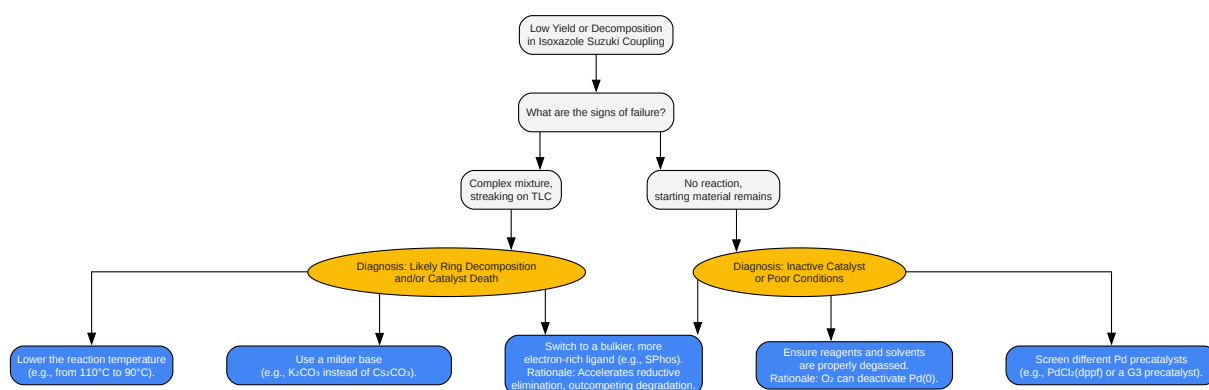 Low Yield or Decomposition
in Isoxazole Suzuki Coupling
What are the signs of failure?
Complex mixture,
streaking on TLC
No reaction,
starting material remains
Diagnosis: Likely Ring Decomposition
and/or Catalyst Death
Diagnosis: Inactive Catalyst
or Poor Conditions
Lower the reaction temperature
(e.g., from 110°C to 90°C).
Use a milder base
(e.g., K₂CO₃ instead of Cs₂CO₃).
Switch to a bulkier, more
electron-rich ligand (e.g., SPhos).
Rationale: Accelerates reductive
elimination, outcompeting degradation.
Ensure reagents and solvents
are properly degassed.
Rationale: O₂ can deactivate Pd(0).
Screen different Pd precatalysts
(e.g., PdCl₂(dppf) or a G3 precatalyst).